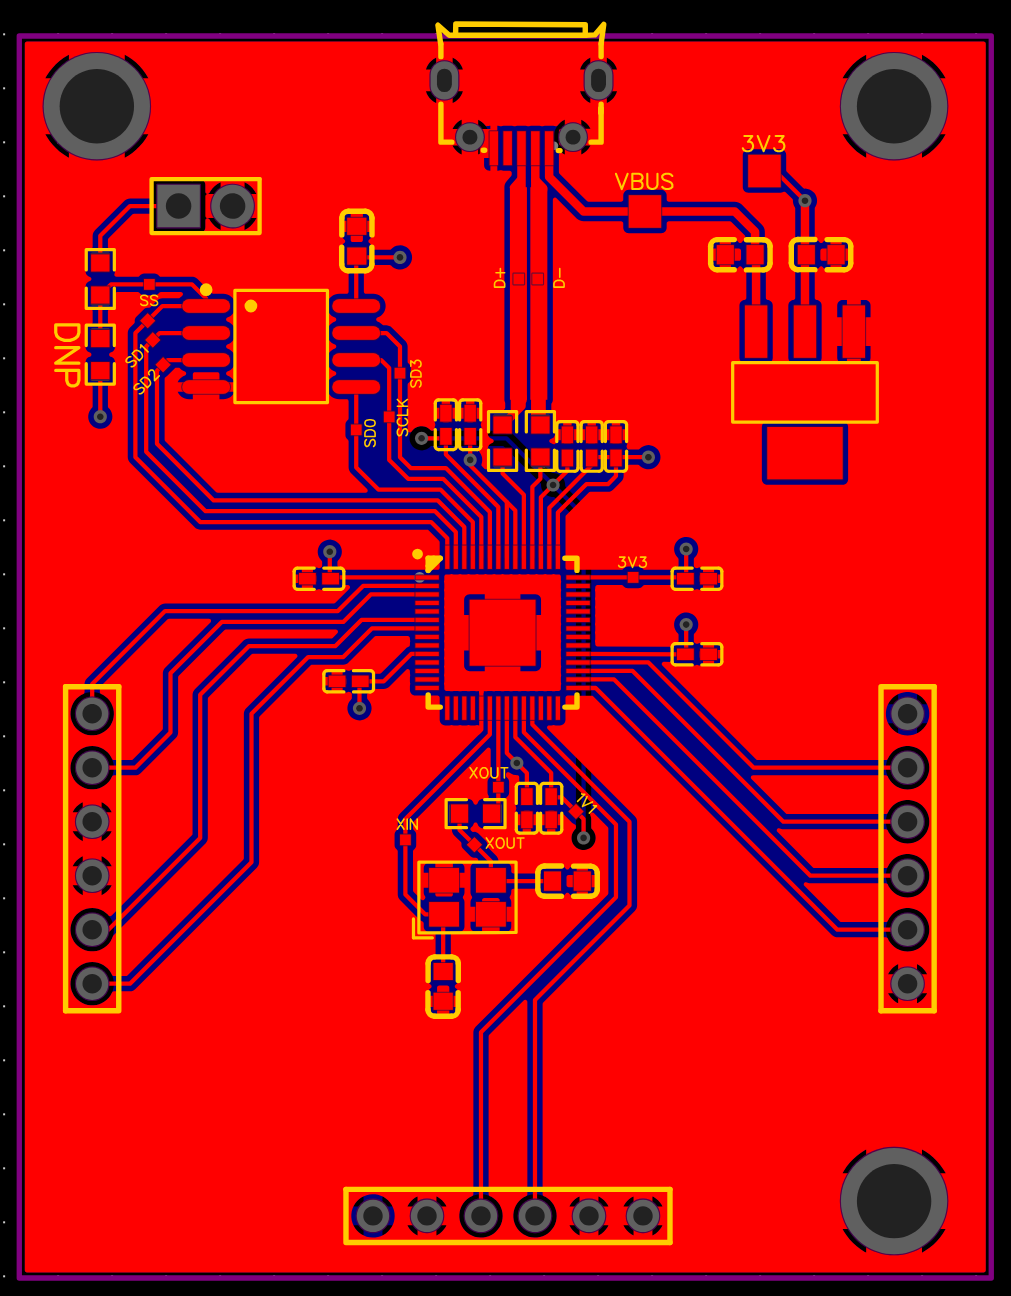 3V3
VBUS
D+
D-
SS
DNP
SD1
SD2
SD3
SCLK
SD0
3V3
XOUT
1V1
XIN
XOUT